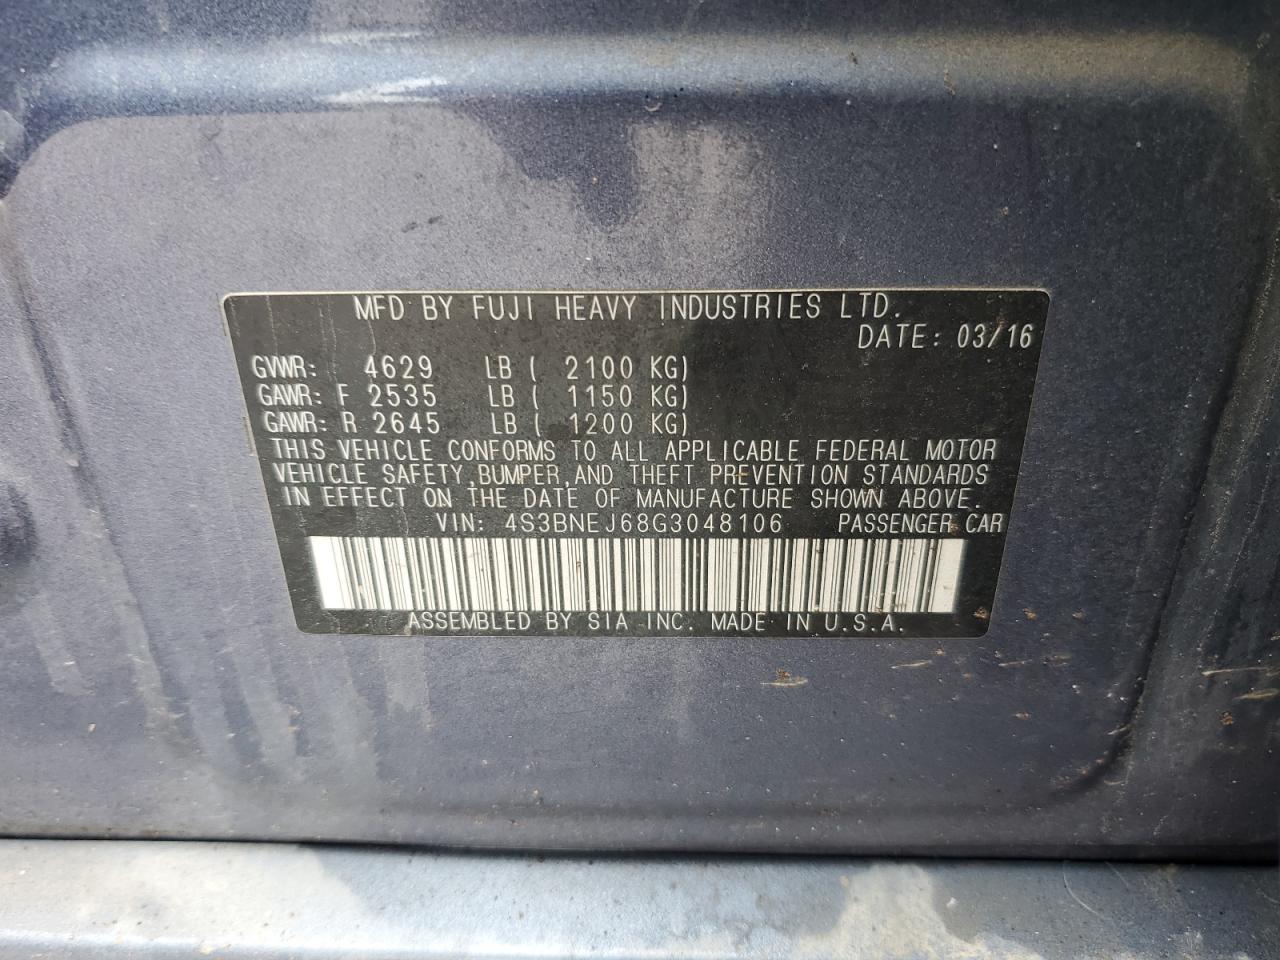 MFD BY FUJI HEAVY INDUSTRIES LTD.
DATE: 03/16
GVWR: 4629 LB ( 2100 KG)
GAWR: F 2535 LB ( 1150 KG)
GAWR: R 2645 LB ( 1200 KG)
THIS VEHICLE CONFORMS TO ALL APPLICABLE FEDERAL MOTOR
VEHICLE SAFETY,BUMPER,AND THEFT PREVENTION STANDARDS
IN EFFECT ON THE DATE OF MANUFACTURE SHOWN ABOVE.
VIN: 4S3BNEJ68G3048106 PASSENGER CAR
ASSEMBLED BY SIA INC. MADE IN U.S.A.